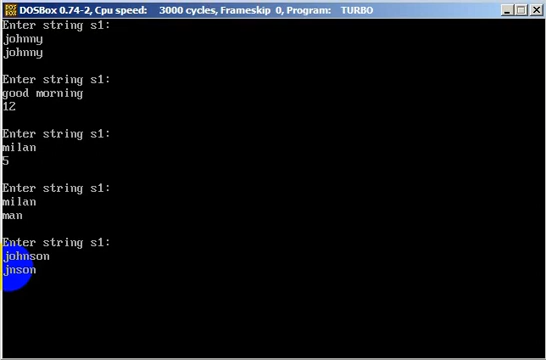 DOSBox 0.74-2, Cpu speed: 3000 cycles, Frameskip 0, Program: TURBO
Enter string s1:
johnny
johnny
Enter string s1:
good morning
12
Enter string s1:
milan
5
Enter string s1:
milan
man
Enter string s1:
johnson
jnson